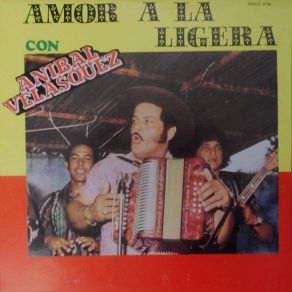 AMOR A LA
LIGERA
CON
ANIBAL
VELASQUEZ